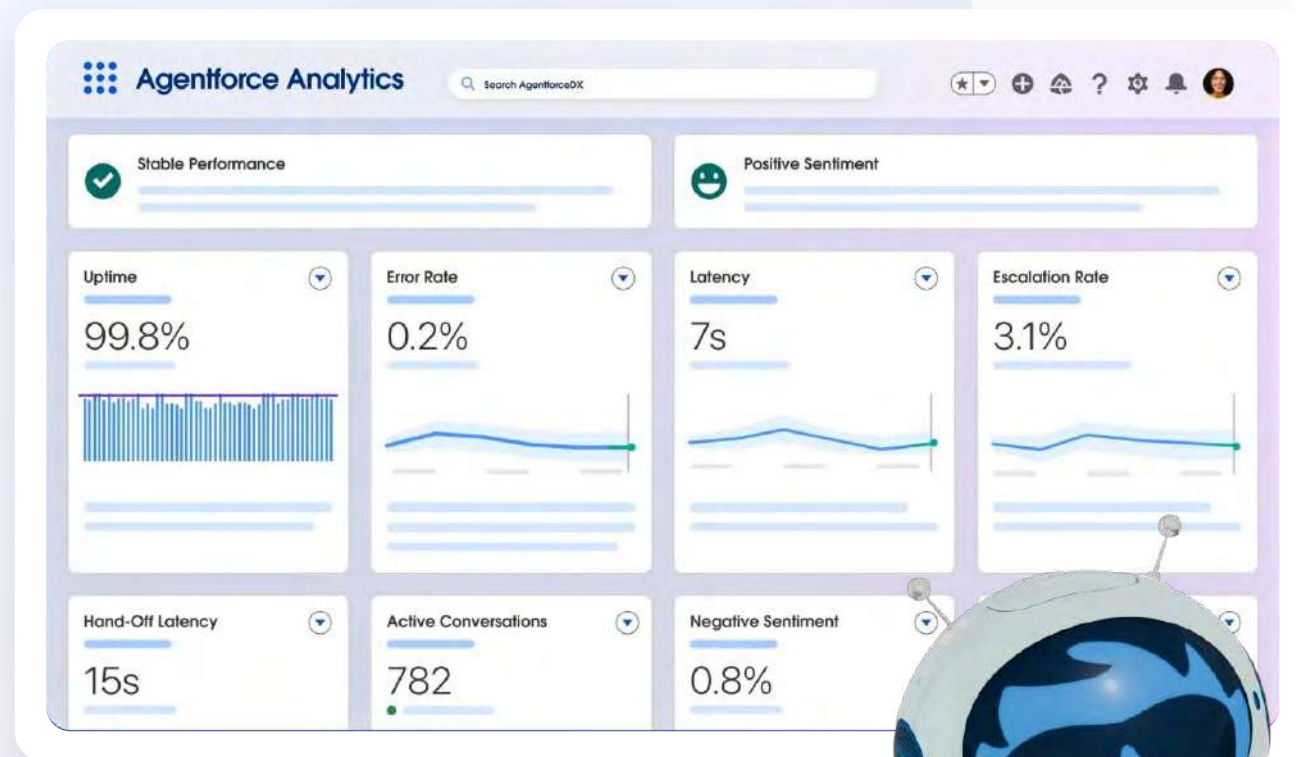 Agentforce Analytics
Search AgentforceDX
?
Stable Performance
Positive Sentiment
Uptime
Error Rate
Latency
Escalation Rate
99.8%
0.2%
7s
3.1%
Hand-Off Latency
Active Conversations
Negative Sentiment
15s
782
0.8%